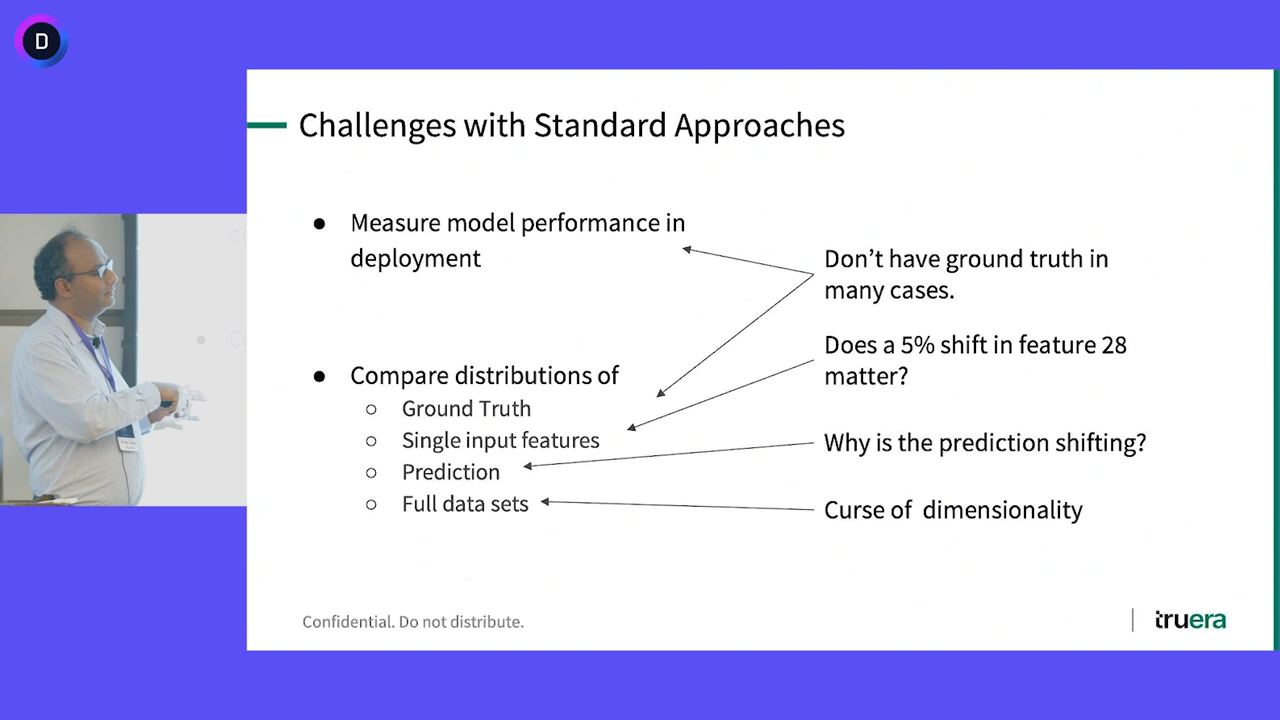 D
Challenges with Standard Approaches
● Measure model performance in
deployment
● Compare distributions of
○ Ground Truth
○ Single input features
○ Prediction
○ Full data sets
Don’t have ground truth in
many cases.
Does a 5% shift in feature 28
matter?
Why is the prediction shifting?
Curse of dimensionality
Confidential. Do not distribute.
truera